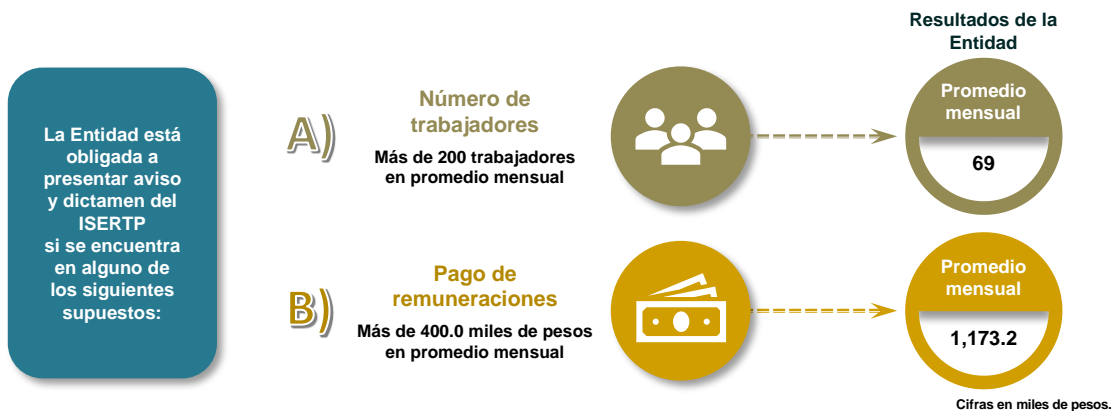 La Entidad está
obligada a
presentar aviso
y dictamen del
ISERTP
si se encuentra
en alguno de
los siguientes
supuestos:
A)
Número de
trabajadores
Más de 200 trabajadores
en promedio mensual
Resultados de la
Entidad
Promedio
mensual
69
B)
Pago de
remuneraciones
Más de 400.0 miles de pesos
en promedio mensual
Promedio
mensual
1,173.2
Cifras en miles de pesos.